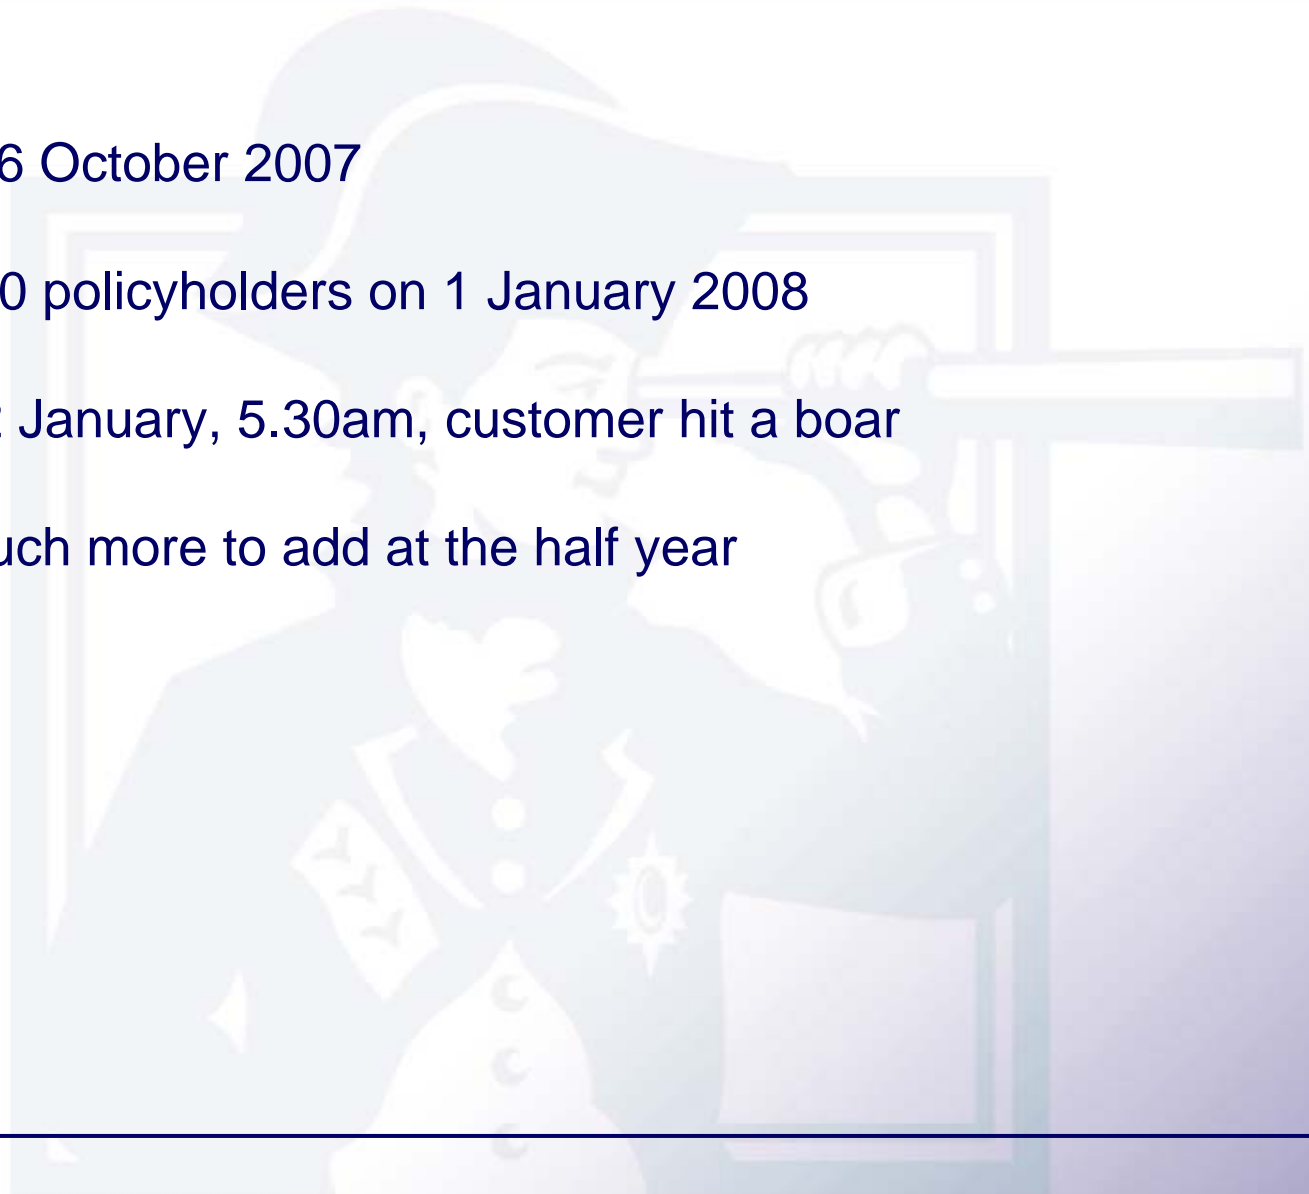 6 October 2007
0 policyholders on 1 January 2008
January, 5.30am, customer hit a boar
more to add at the half year